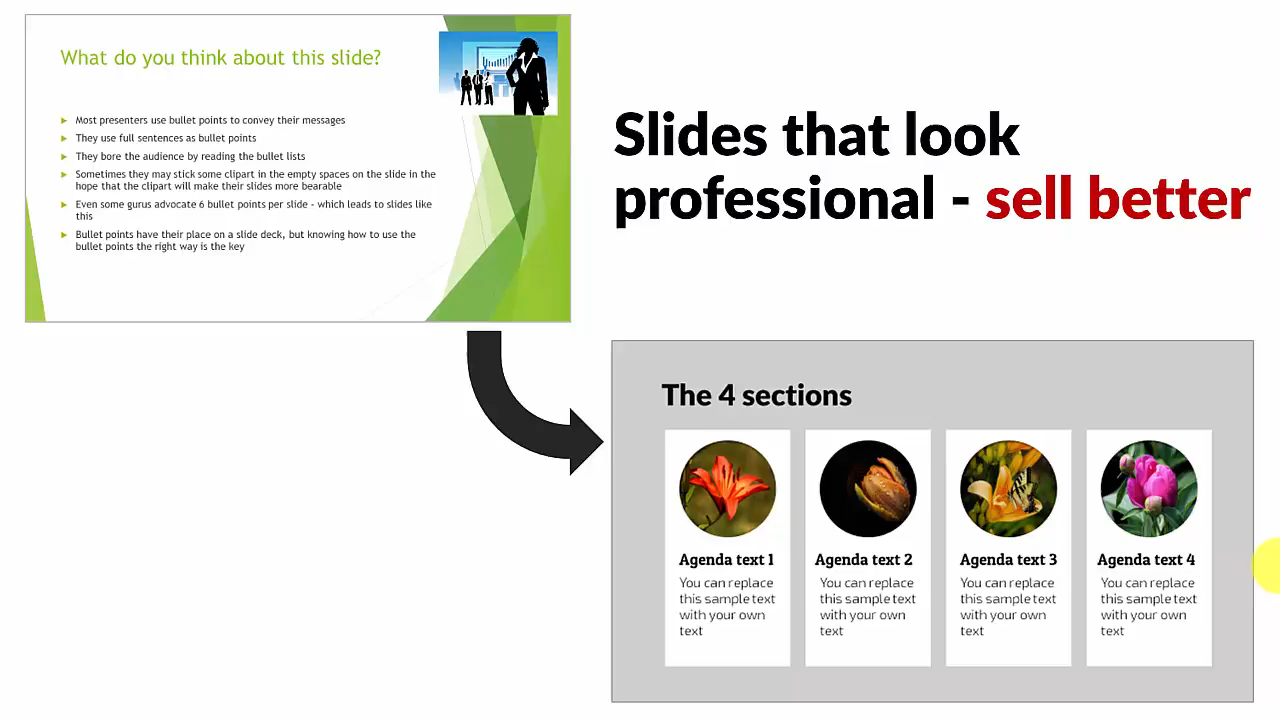 What do you think about this slide?
Most presenters use bullet points to convey their messages
They use full sentences as bullet points
They bore the audience by reading the bullet lists
Sometimes they may stick some clipart in the empty spaces on the slide in the
hope that the clipart will make their slides more bearable
Even some gurus advocate 6 bullet points per slide - which leads to slides like
this
Bullet points have their place on a slide deck, but knowing how to use the
bullet points the right way is the key
Slides that look
professional - sell better
The 4 sections
Agenda text 1
You can replace
this sample text
with your own
text
Agenda text 2
You can replace
this sample text
with your own
text
Agenda text 3
You can replace
this sample text
with your own
text
Agenda text 4
You can replace
this sample text
with your own
text